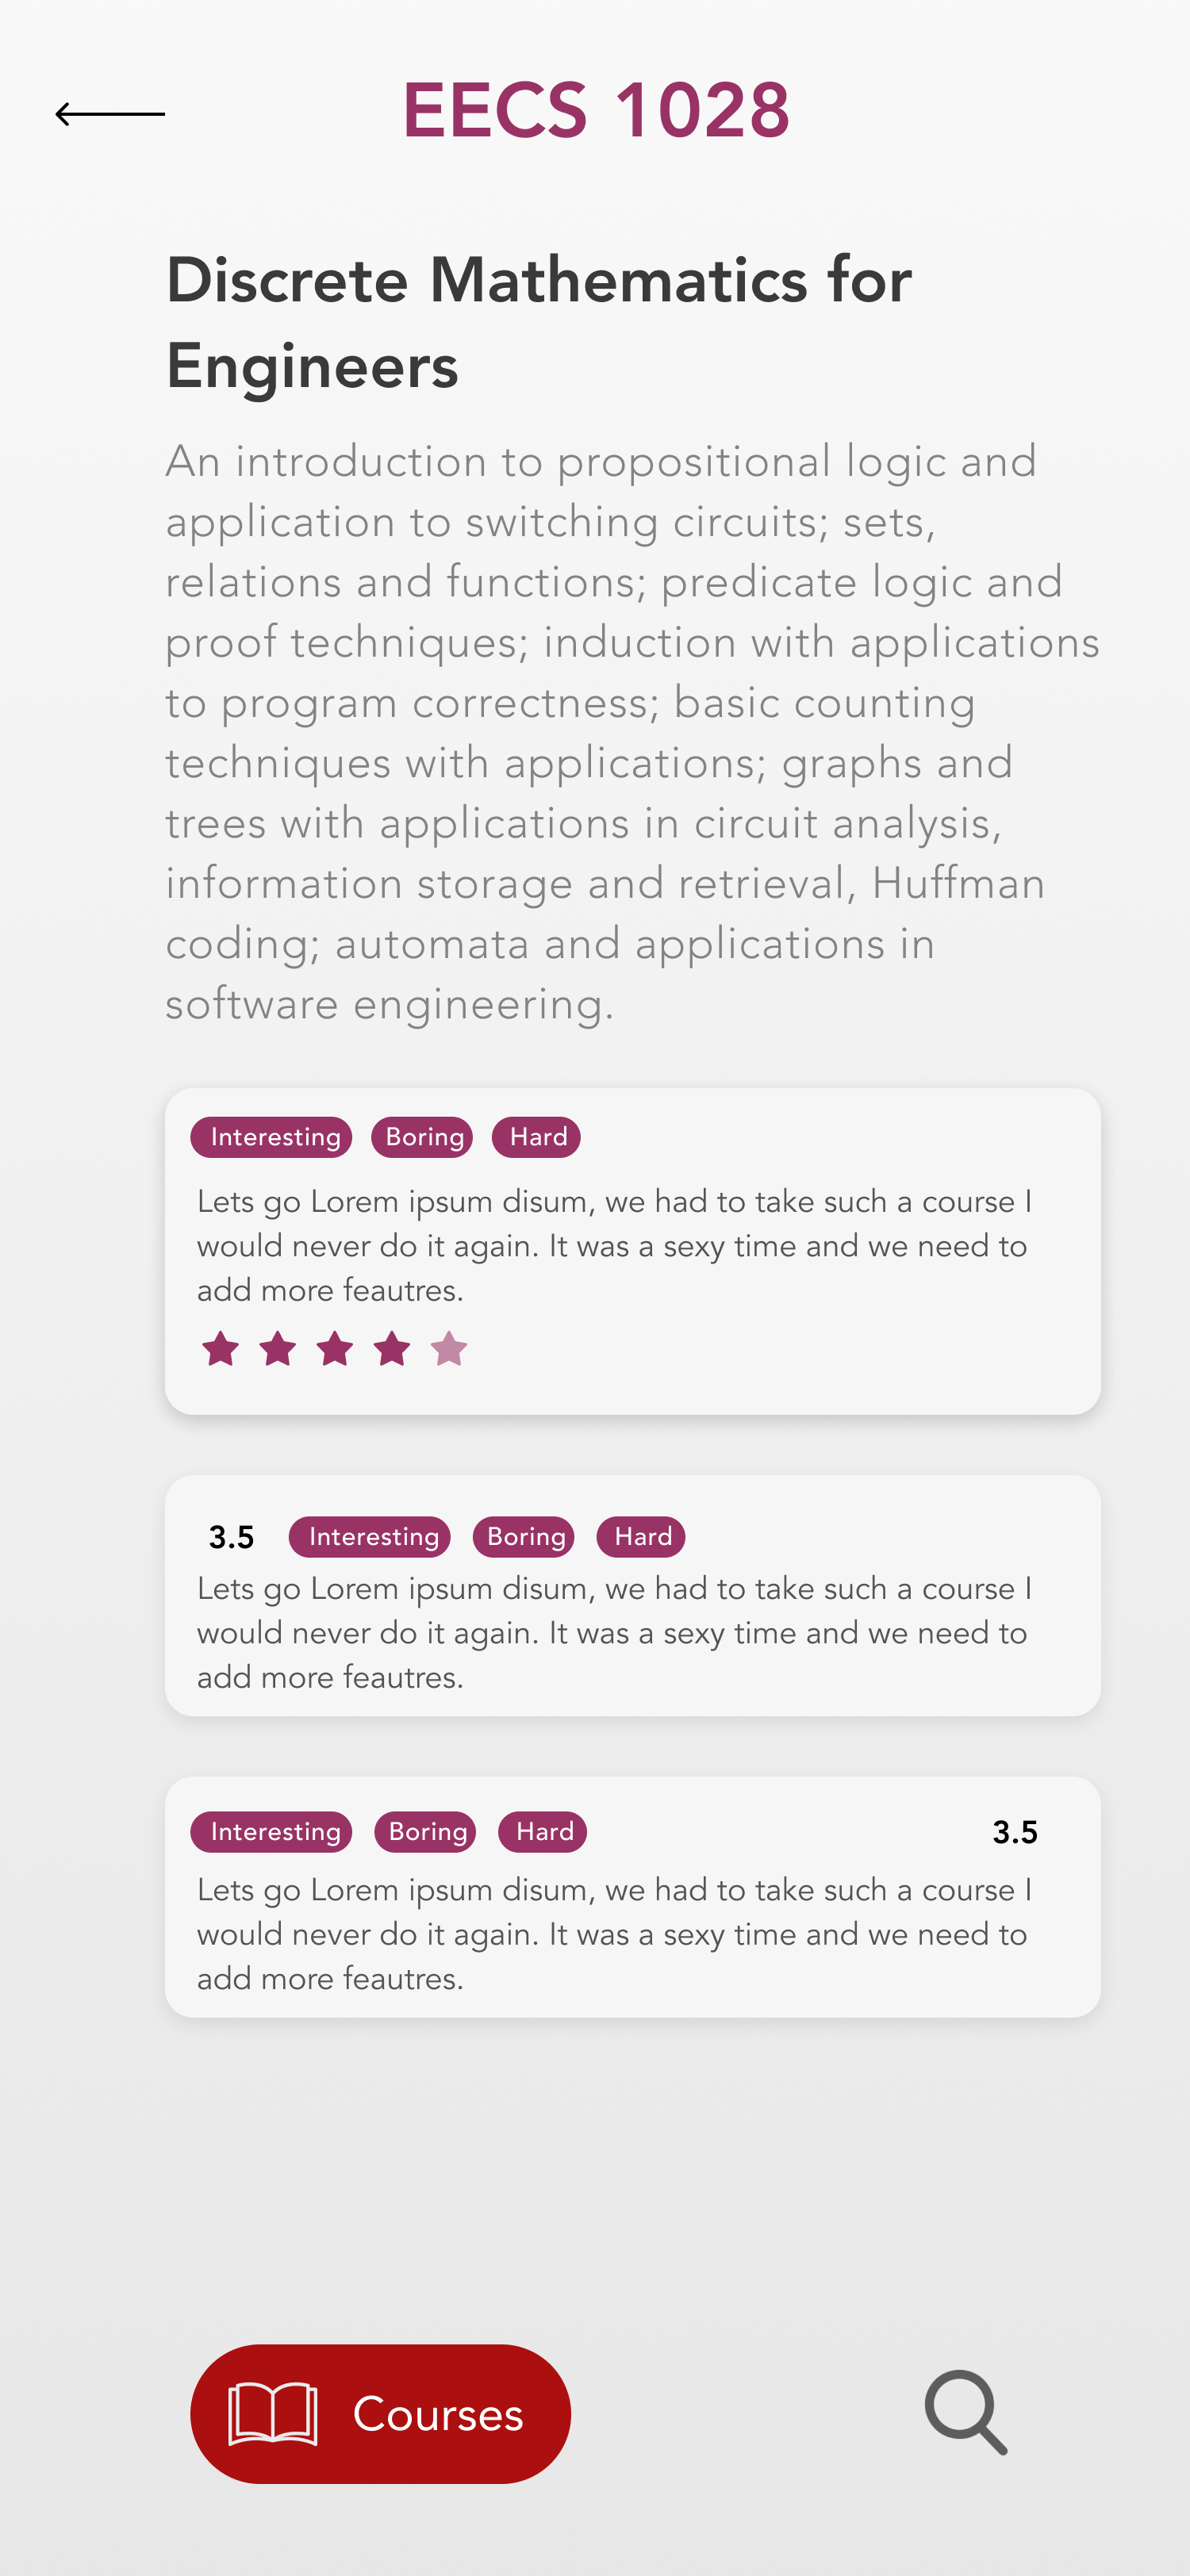 EECS 1028
Discrete Mathematics for
Engineers
An introduction to propositional logic and
application to switching circuits; sets,
relations and functions; predicate logic and
proof techniques; induction with applications
to program correctness; basic counting
techniques with applications; graphs and
trees with applications in circuit analysis,
information storage and retrieval, Huffman
coding; automata and applications in
software engineering.
Interesting Boring Hard
Lets go Lorem ipsum disum, we had to take such a course I
would never do it again. It was a sexy time and we need to
add more feautres.
3.5 Interesting Boring Hard
Lets go Lorem ipsum disum, we had to take such a course I
would never do it again. It was a sexy time and we need to
add more feautres.
Interesting Boring Hard 3.5
Lets go Lorem ipsum disum, we had to take such a course I
would never do it again. It was a sexy time and we need to
add more feautres.
Courses